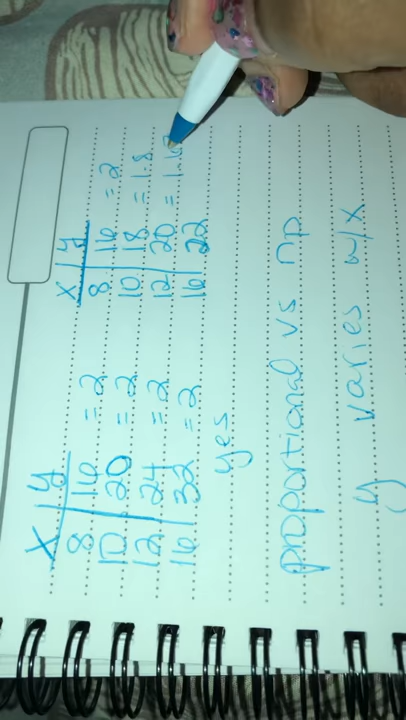 x | y
8 | 16 = 2
10 | 20 = 2
12 | 24 = 2
16 | 32 = 2
yes
x | y
8 | 16 = 2
10 | 18 = 1.8
12 | 20 = 1.6
16 | 22
proportional vs np
y varies w/x